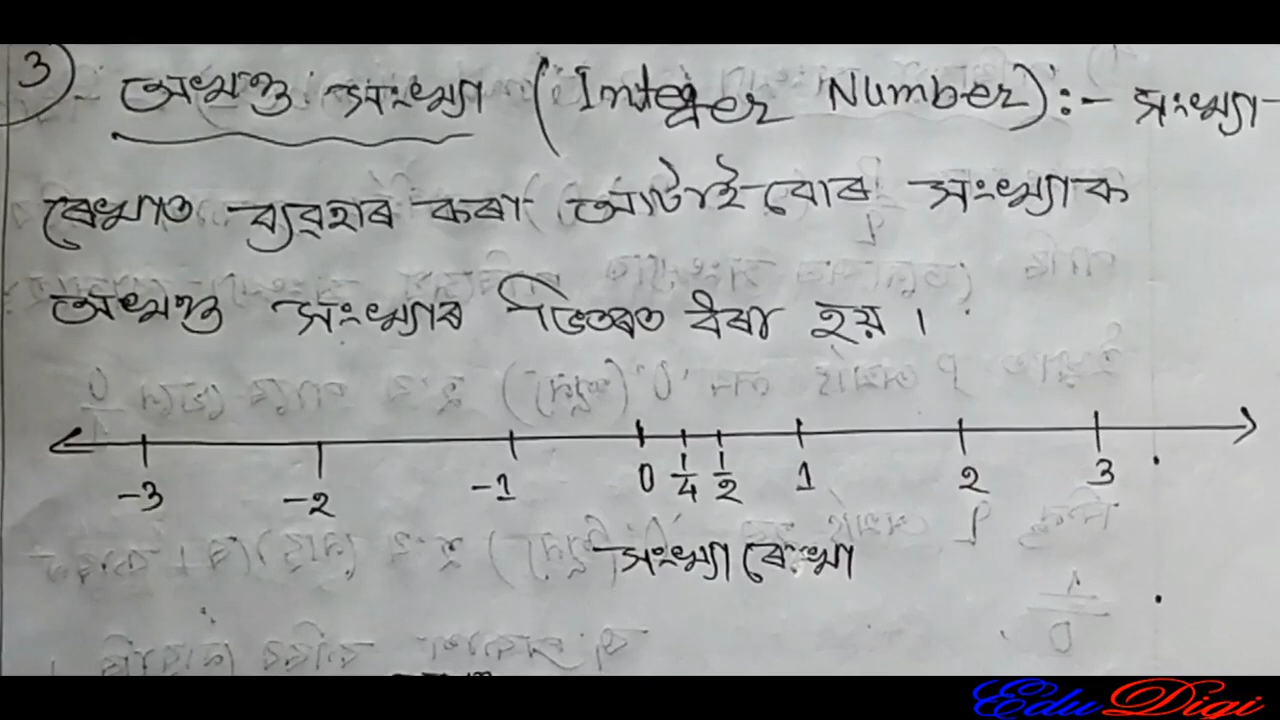 3) অখণ্ড সংখ্যা (Integer Number):- সংখ্যা-
ৰেখাত ব্যৱহাৰ কৰা আটাইবোৰ সংখ্যাক
অখণ্ড সংখ্যাৰ ভিতৰত ধৰা হয়।
-3 -2 -1 0 1/4 1/2 1 2 3
সংখ্যা ৰেখা
Edu Digi